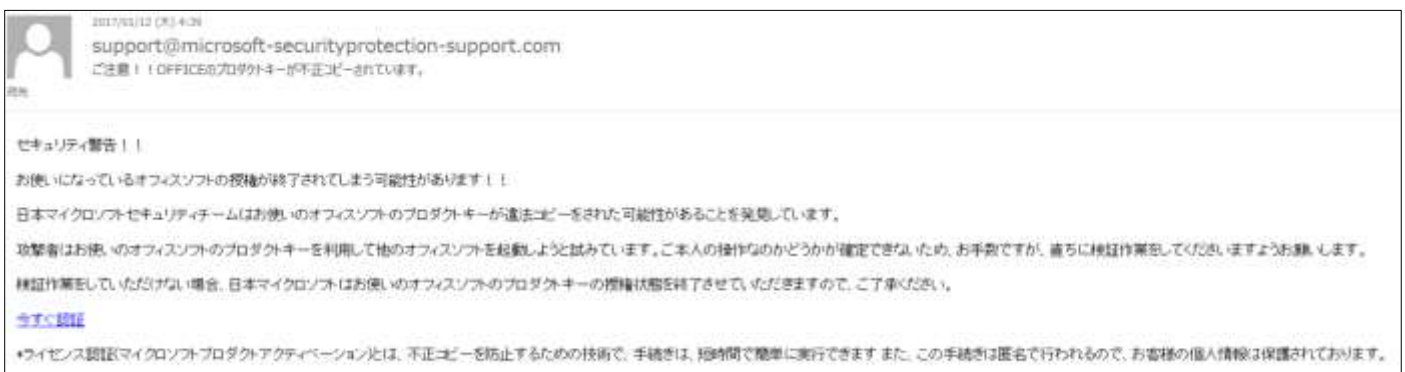 2017/01/12 (木) 4:39
support@microsoft-securityprotection-support.com
ご注意！！OFFICEのプロダクトキーが不正コピーされています。
宛先
セキュリティ警告！！
お使いになっているオフィスソフトの授権が終了されてしまう可能性があります！！
日本マイクロソフトセキュリティチームはお使いのオフィスソフトのプロダクトキーが違法コピーをされた可能性があることを発見しています。
攻撃者はお使いのオフィスソフトのプロダクトキーを利用して他のオフィスソフトを起動しようと試みています。ご本人の操作なのかどうかが確定できないため、お手数ですが、直ちに検証作業をしてくださいますようお願いします。
検証作業をしていただけない場合、日本マイクロソフトはお使いのオフィスソフトのプロダクトキーの授権状態を終了させていただきますので、ご了承ください。
今すぐ認証
*ライセンス認証(マイクロソフトプロダクトアクティベーション)とは、不正コピーを防止するための技術で、手続きは、短時間で簡単に実行できます また、この手続きは匿名で行われるので、お客様の個人情報は保護されております。